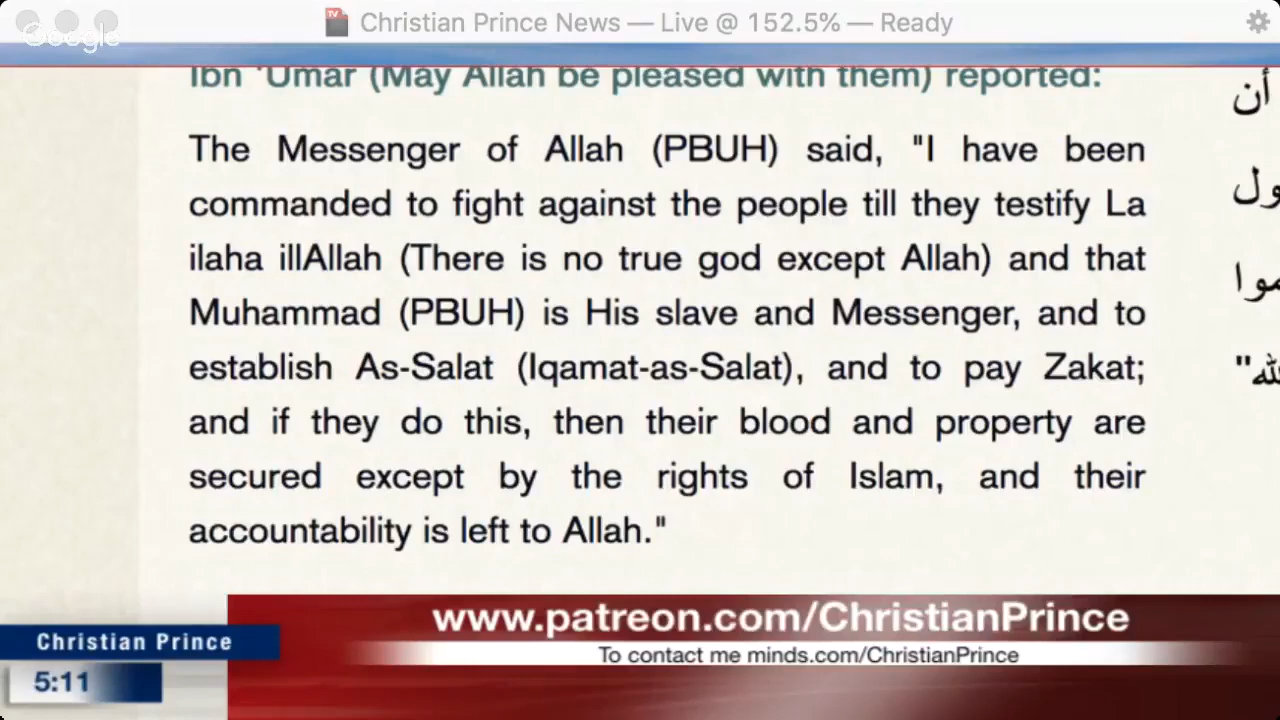 Christian Prince News — Live @ 152.5% — Ready
Google
Ibn 'Umar (May Allah be pleased with them) reported:
The Messenger of Allah (PBUH) said, "I have been
commanded to fight against the people till they testify La
ilaha illAllah (There is no true god except Allah) and that
Muhammad (PBUH) is His slave and Messenger, and to
establish As-Salat (Iqamat-as-Salat), and to pay Zakat;
and if they do this, then their blood and property are
secured except by the rights of Islam, and their
accountability is left to Allah."
أن
www.patreon.com/ChristianPrince
To contact me minds.com/ChristianPrince
Christian Prince
5:11